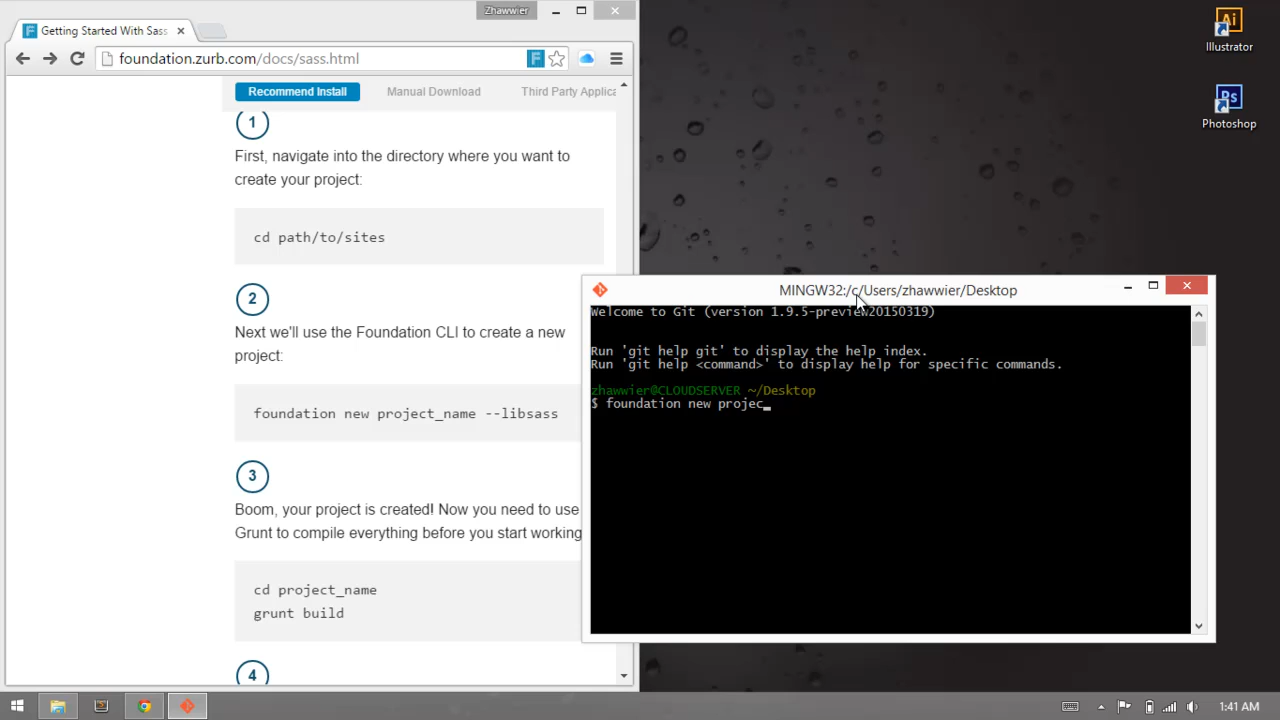 Zhawwier
Getting Started With Sass
foundation.zurb.com/docs/sass.html
Recommend Install Manual Download Third Party Applica
1
First, navigate into the directory where you want to
create your project:
cd path/to/sites
2
Next we'll use the Foundation CLI to create a new
project:
foundation new project_name --libsass
3
Boom, your project is created! Now you need to use
Grunt to compile everything before you start working
cd project_name
grunt build
4
MINGW32:/c/Users/zhawwier/Desktop
Welcome to Git (version 1.9.5-preview20150319)
Run 'git help git' to display the help index.
Run 'git help <command>' to display help for specific commands.
zhawwier@CLOUDSERVER ~/Desktop
$ foundation new projec_
Ai
Illustrator
Ps
Photoshop
1:41 AM